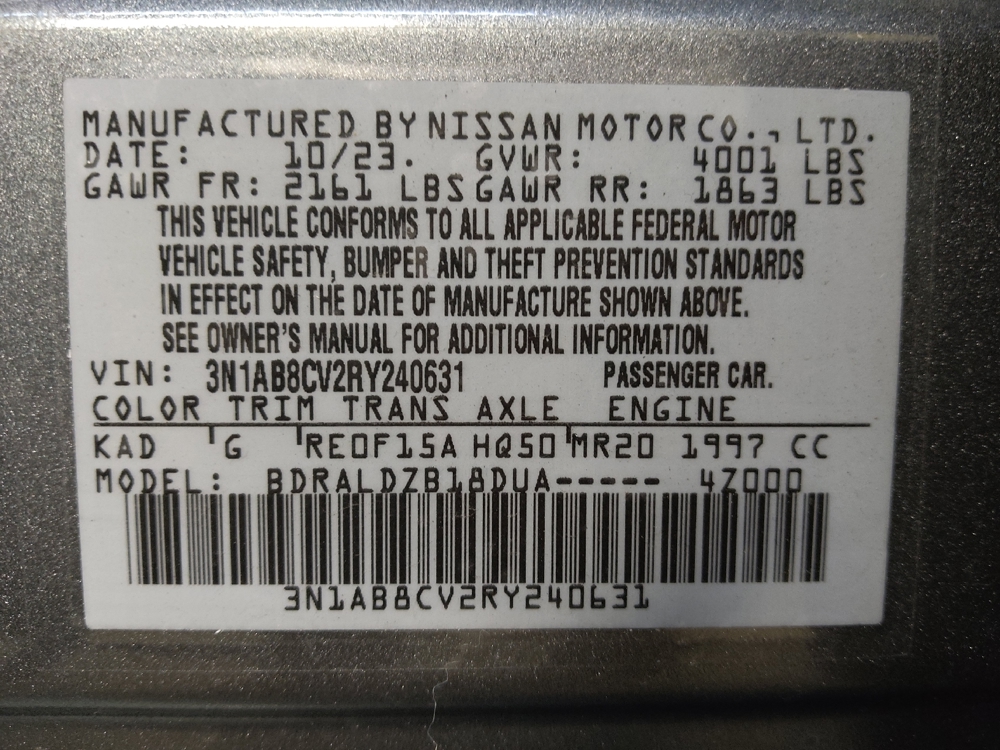 MANUFACTURED BY NISSAN MOTOR CO., LTD.
DATE: 10/23. GVWR: 4001 LBS
GAWR FR: 2161 LBS GAWR RR: 1863 LBS
THIS VEHICLE CONFORMS TO ALL APPLICABLE FEDERAL MOTOR
VEHICLE SAFETY, BUMPER AND THEFT PREVENTION STANDARDS
IN EFFECT ON THE DATE OF MANUFACTURE SHOWN ABOVE.
SEE OWNER'S MANUAL FOR ADDITIONAL INFORMATION.
VIN: 3N1AB8CV2RY240631 PASSENGER CAR.
COLOR TRIM TRANS AXLE ENGINE
KAD G RE0F15A HQ50 MR20 1997 CC
MODEL: BDRALDZB18DUA----- 4Z000
3N1AB8CV2RY240631